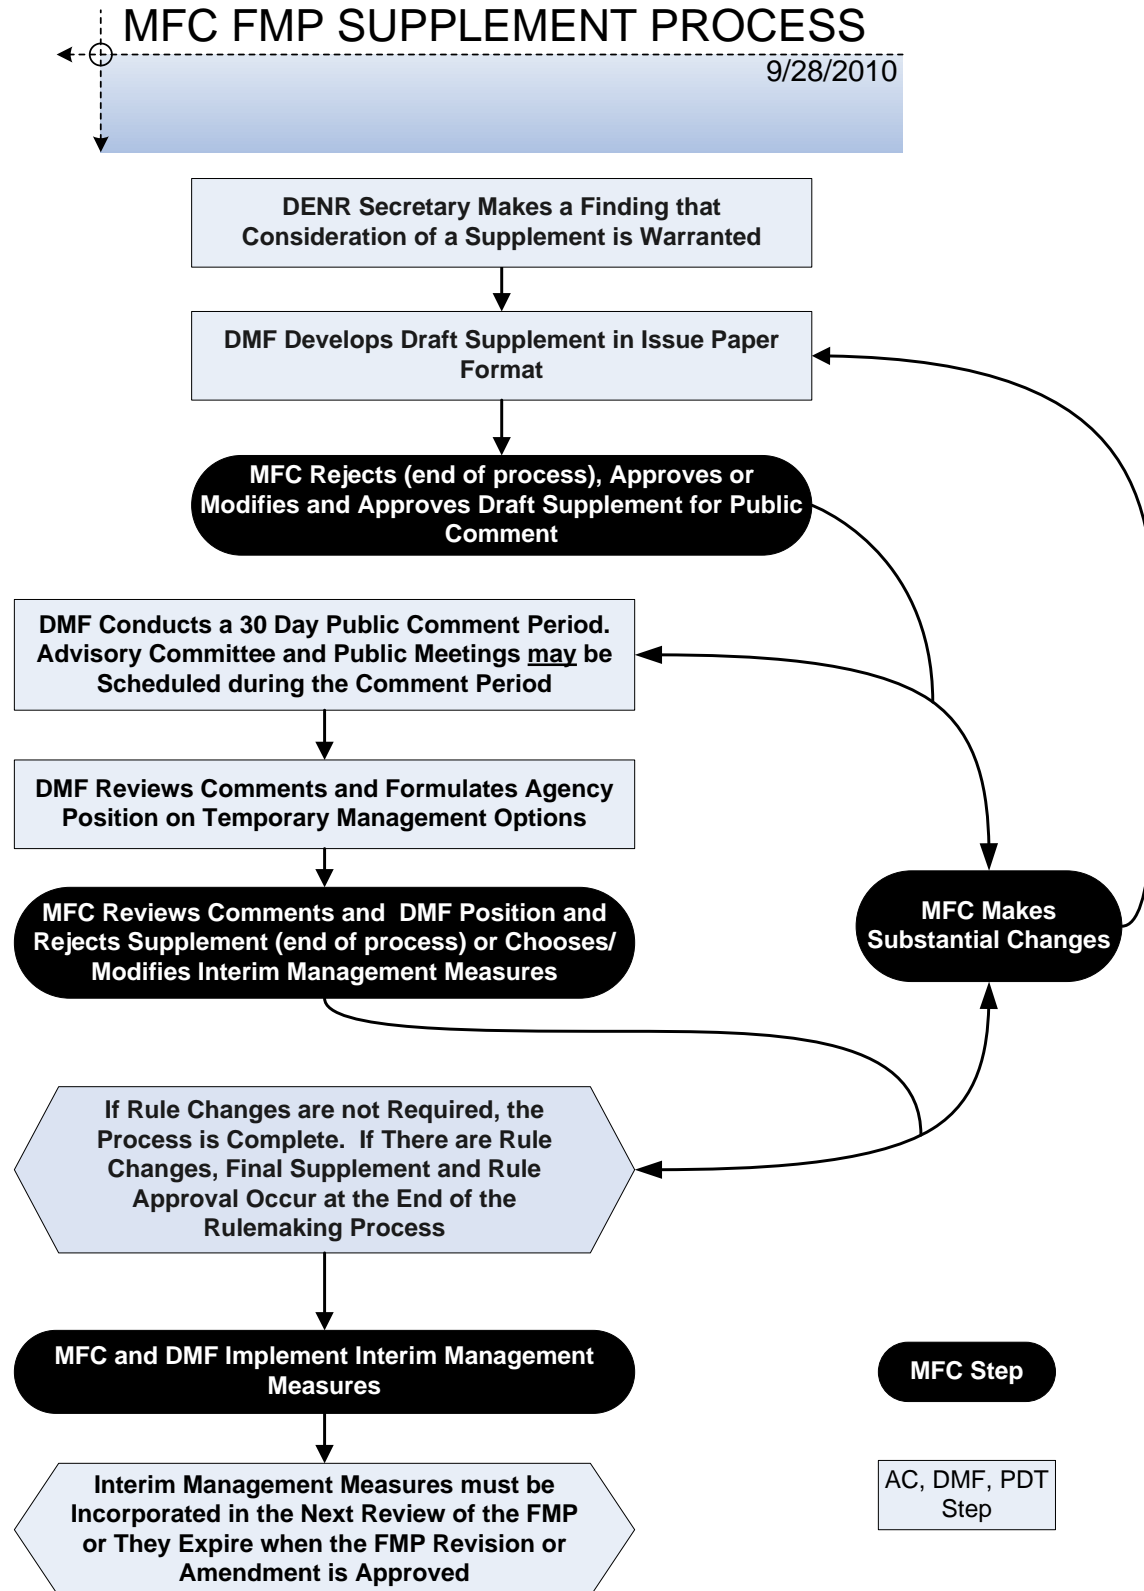 MFC FMP SUPPLEMENT PROCESS
9/28/2010
DENR Secretary Makes a Finding that
Consideration of a Supplement is Warranted
DMF Develops Draft Supplement in Issue Paper
Format
MFC Rejects (end of process), Approves or
Modifies and Approves Draft Supplement for Public
Comment
DMF Conducts a 30 Day Public Comment Period.
Advisory Committee and Public Meetings may be
Scheduled during the Comment Period
DMF Reviews Comments and Formulates Agency
Position on Temporary Management Options
MFC Reviews Comments and  DMF Position and
Rejects Supplement (end of process) or Chooses/
Modifies Interim Management Measures
MFC Makes
Substantial Changes
If Rule Changes are not Required, the
Process is Complete.  If There are Rule
Changes, Final Supplement and Rule
Approval Occur at the End of the
Rulemaking Process
MFC and DMF Implement Interim Management
Measures
MFC Step
Interim Management Measures must be
Incorporated in the Next Review of the FMP
or They Expire when the FMP Revision or
Amendment is Approved
AC, DMF, PDT
Step